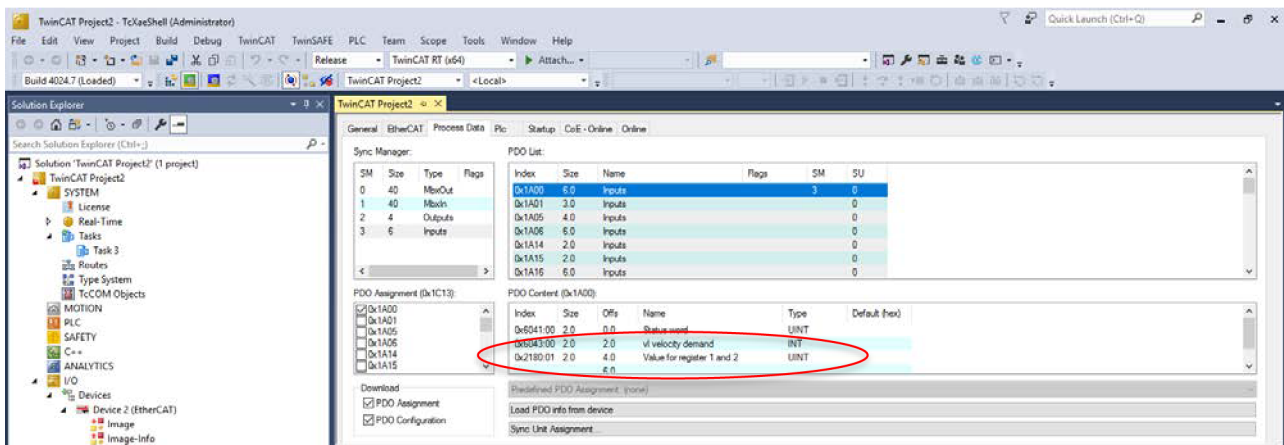 TwinCAT Project2 - TcXaeShell (Administrator)
Quick Launch (Ctrl+Q)
File Edit View Project Build Debug TwinCAT TwinSAFE PLC Team Scope Tools Window Help
Release TwinCAT RT (x64) Attach...
Build 4024.7 (Loaded) TwinCAT Project2 <Local>
Solution Explorer
TwinCAT Project2
General EtherCAT Process Data Plc Startup CoE - Online Online
Search Solution Explorer (Ctrl+;)
Solution 'TwinCAT Project2' (1 project)
TwinCAT Project2
SYSTEM
License
Real-Time
Tasks
Task 3
Routes
Type System
TcCOM Objects
MOTION
PLC
SAFETY
C++
ANALYTICS
I/O
Devices
Device 2 (EtherCAT)
Image
Image-Info
Sync Manager:
SM Size Type Flags
0 40 MbxOut
1 40 MbxIn
2 4 Outputs
3 6 Inputs
PDO List:
Index Size Name Flags SM SU
0x1A00 6.0 Inputs 3 0
0x1A01 3.0 Inputs 0
0x1A05 4.0 Inputs 0
0x1A06 6.0 Inputs 0
0x1A14 2.0 Inputs 0
0x1A15 2.0 Inputs 0
0x1A16 6.0 Inputs 0
PDO Assignment (0x1C13):
0x1A00
0x1A01
0x1A05
0x1A06
0x1A14
0x1A15
PDO Content (0x1A00):
Index Size Offs Name Type Default (hex)
0x6041:00 2.0 0.0 Status word UINT
0x6043:00 2.0 2.0 vl velocity demand INT
0x2180:01 2.0 4.0 Value for register 1 and 2 UINT
6.0
Download
PDO Assignment
PDO Configuration
Predefined PDO Assignment: (none)
Load PDO info from device
Sync Unit Assignment...